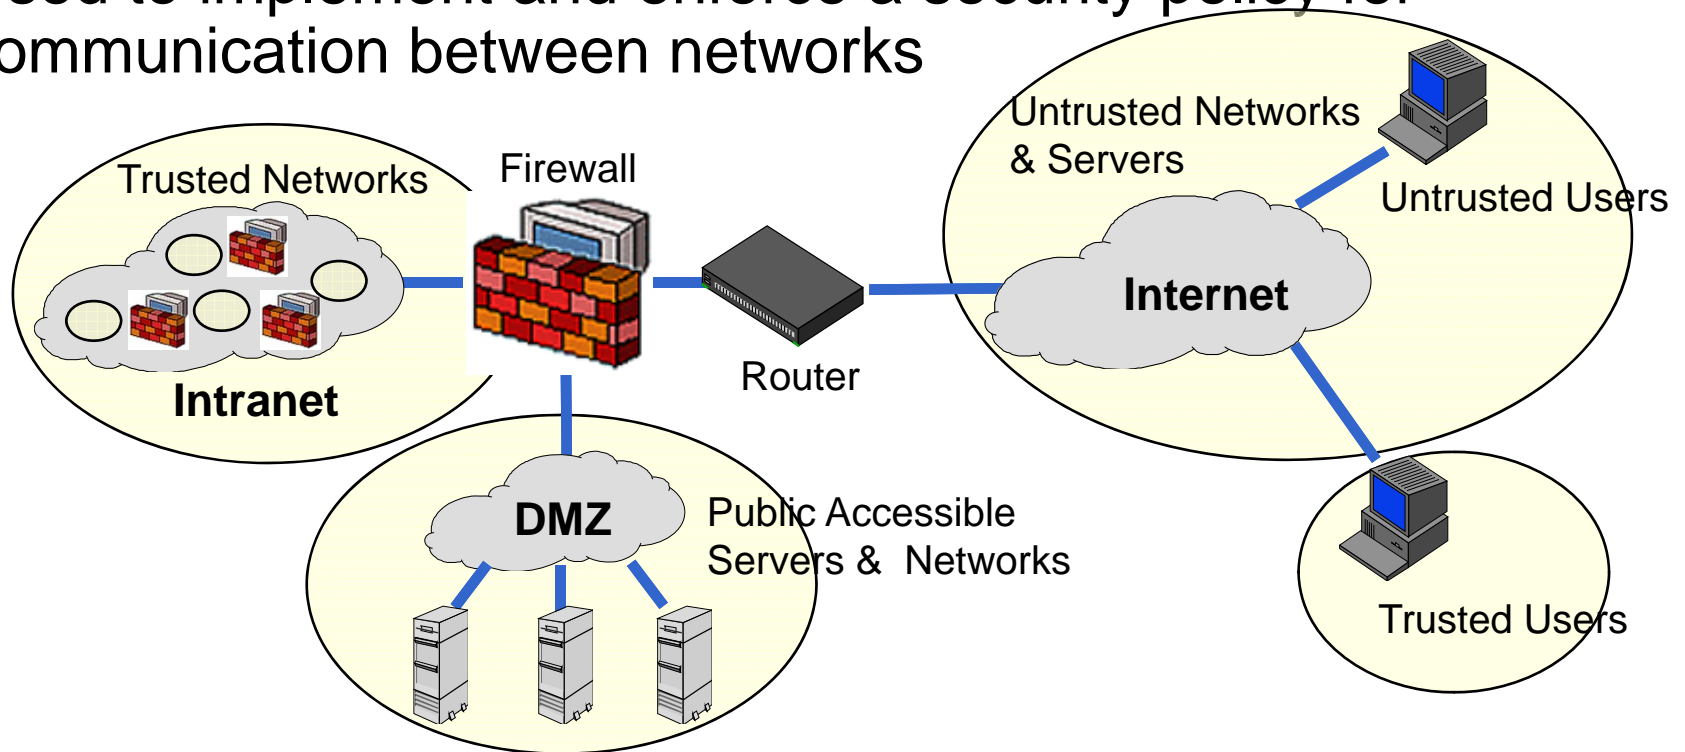 communication between networks
Untrusted Networks
& Servers
Firewall
Trusted Networks
Untrusted Users
Internet
Router
Intranet
DMZ
Public Accessible
Servers & Networks
Trusted Users